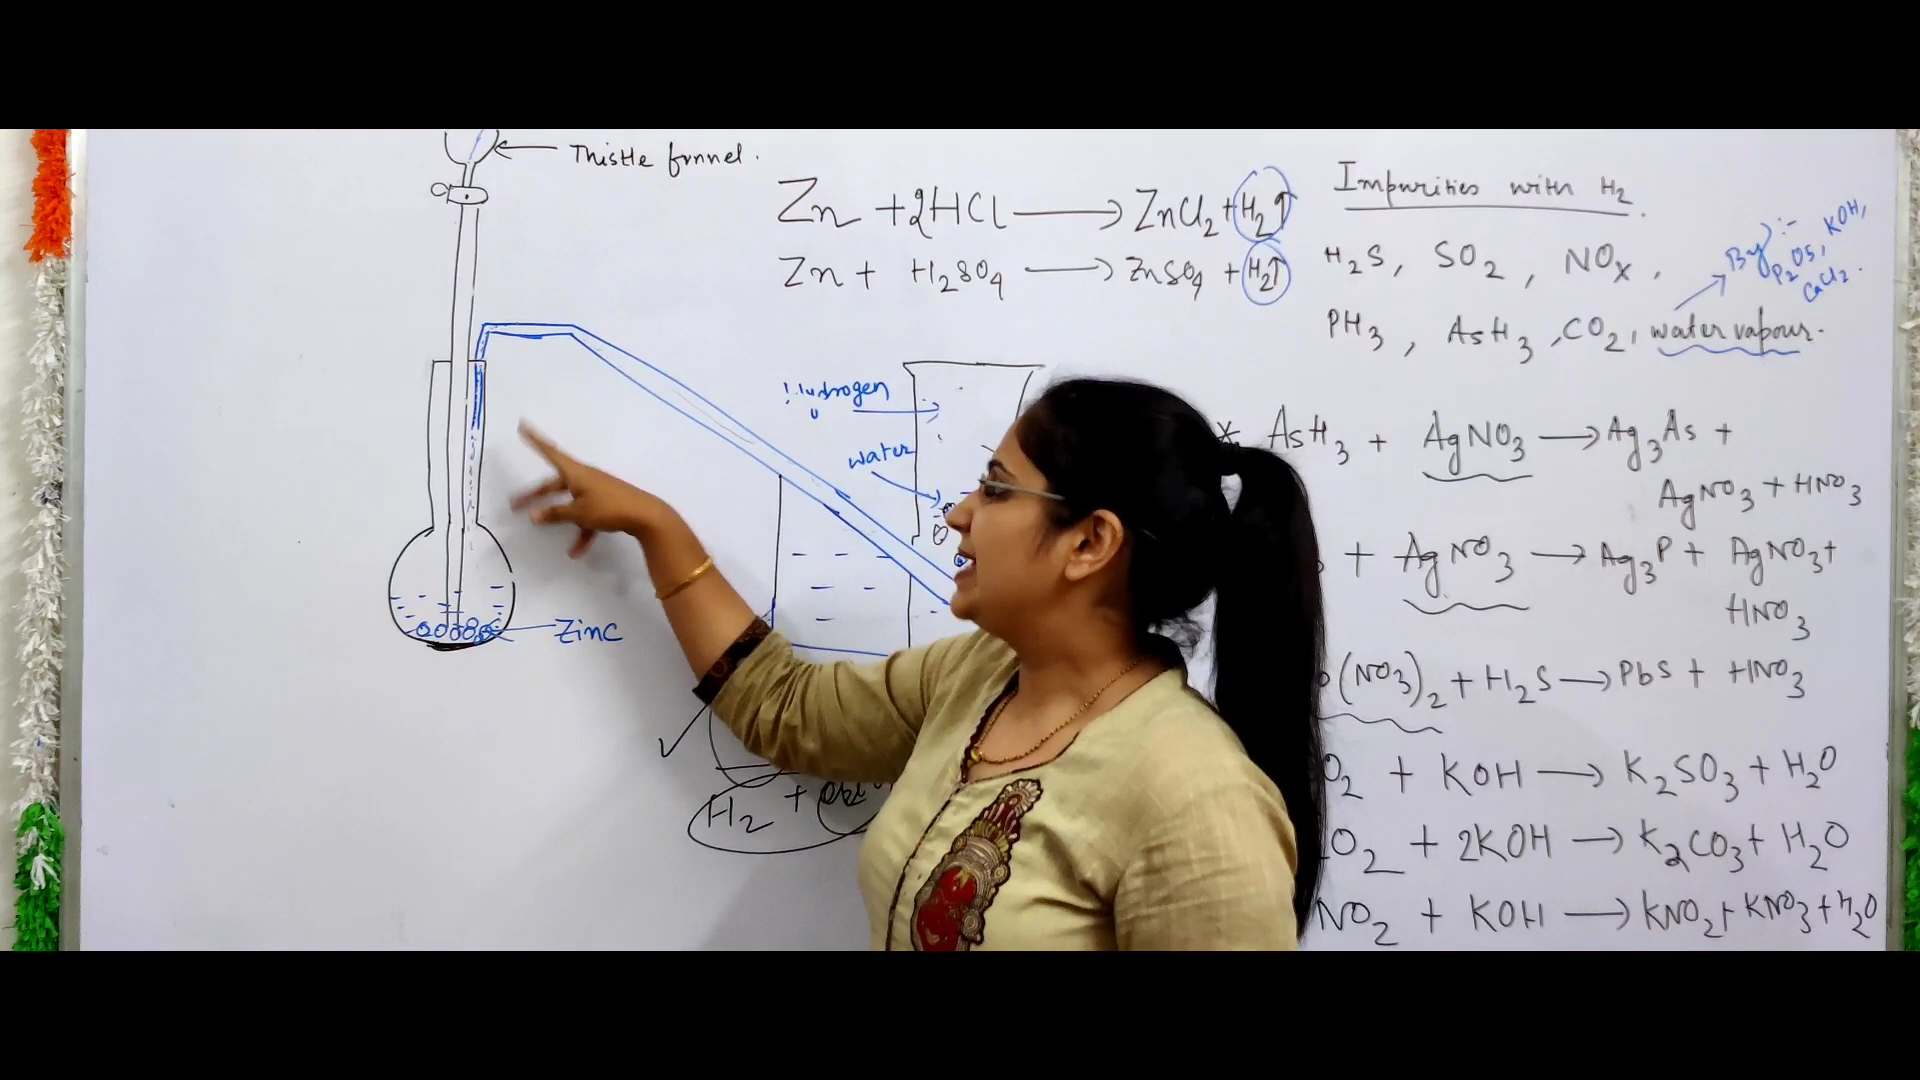 Thistle funnel.
Zn + 2HCl ⟶ ZnCl₂ + H₂↑
Zn + H₂SO₄ ⟶ ZnSO₄ + H₂↑
Hydrogen
water
Zinc
H₂ +
Impurities with H₂
H₂S, SO₂, NOx,
By :- KOH,
P₂O5,
CaCl₂.
PH₃, AsH₃, CO₂, water vapour.
* AsH₃ + AgNO₃ ⟶ Ag₃As +
AgNO₃ + HNO₃
+ AgNO₃ ⟶ Ag₃P + AgNO₃ +
HNO₃
(NO₃)₂ + H₂S ⟶ PbS + HNO₃
O₂ + KOH ⟶ K₂SO₃ + H₂O
O₂ + 2KOH ⟶ K₂CO₃ + H₂O
NO₂ + KOH ⟶ KNO₂ + KNO₃ + H₂O